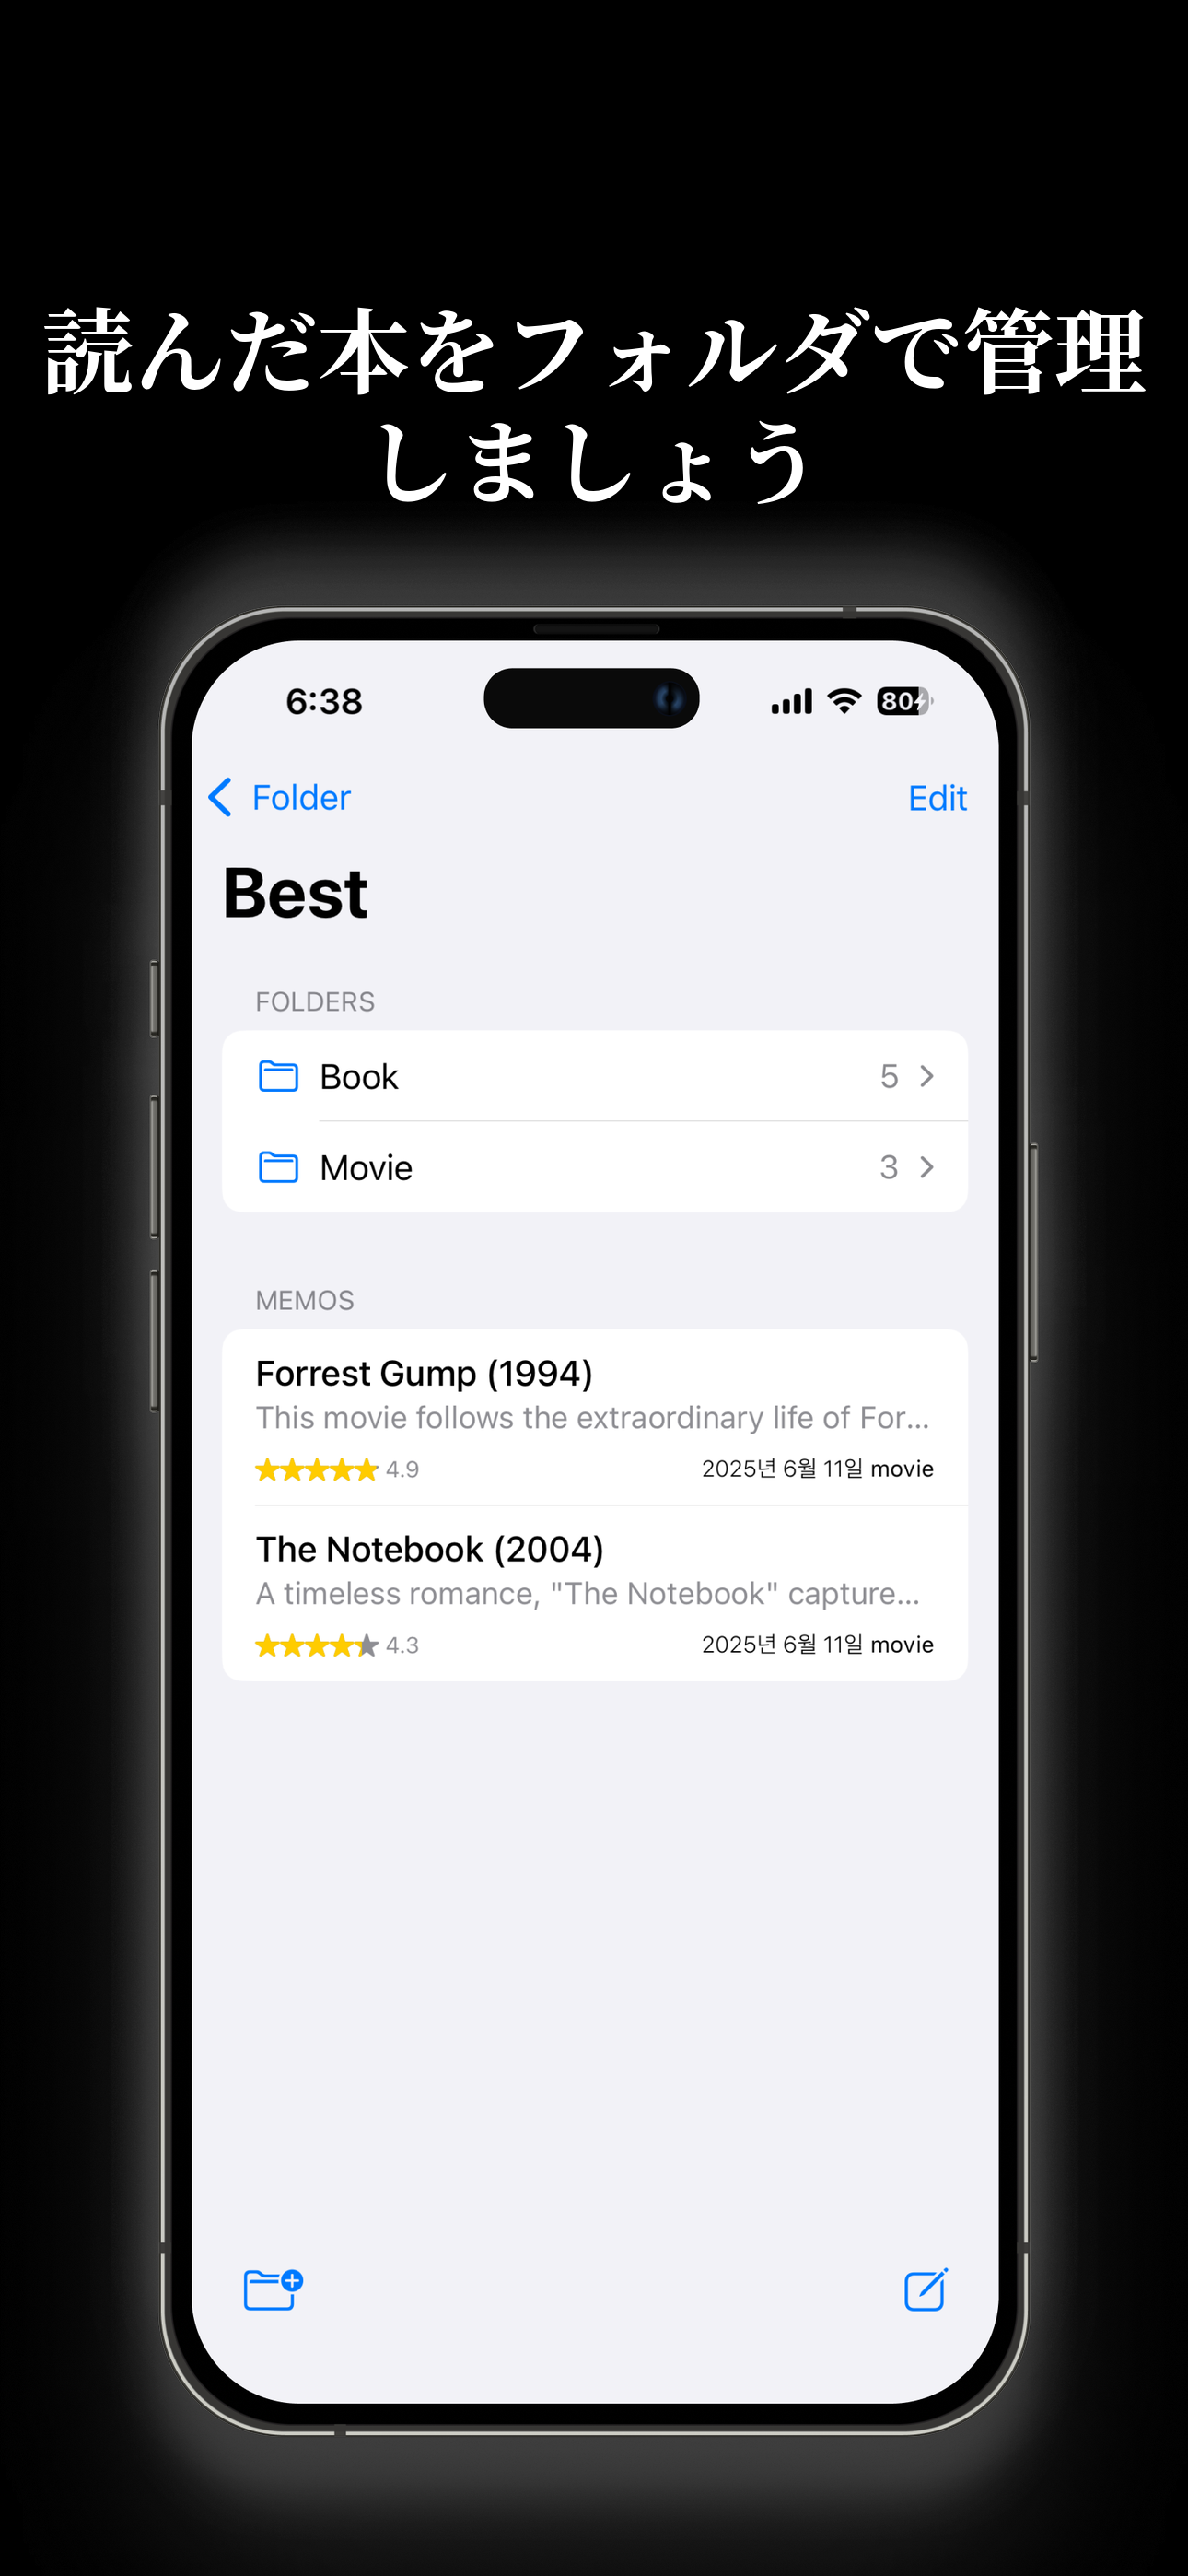 読んだ本をフォルダで管理
しましょう
6:38
80
Folder
Edit
Best
FOLDERS
Book 5
Movie 3
MEMOS
Forrest Gump (1994)
This movie follows the extraordinary life of For...
4.9 2025년 6월 11일 movie
The Notebook (2004)
A timeless romance, "The Notebook" capture...
4.3 2025년 6월 11일 movie